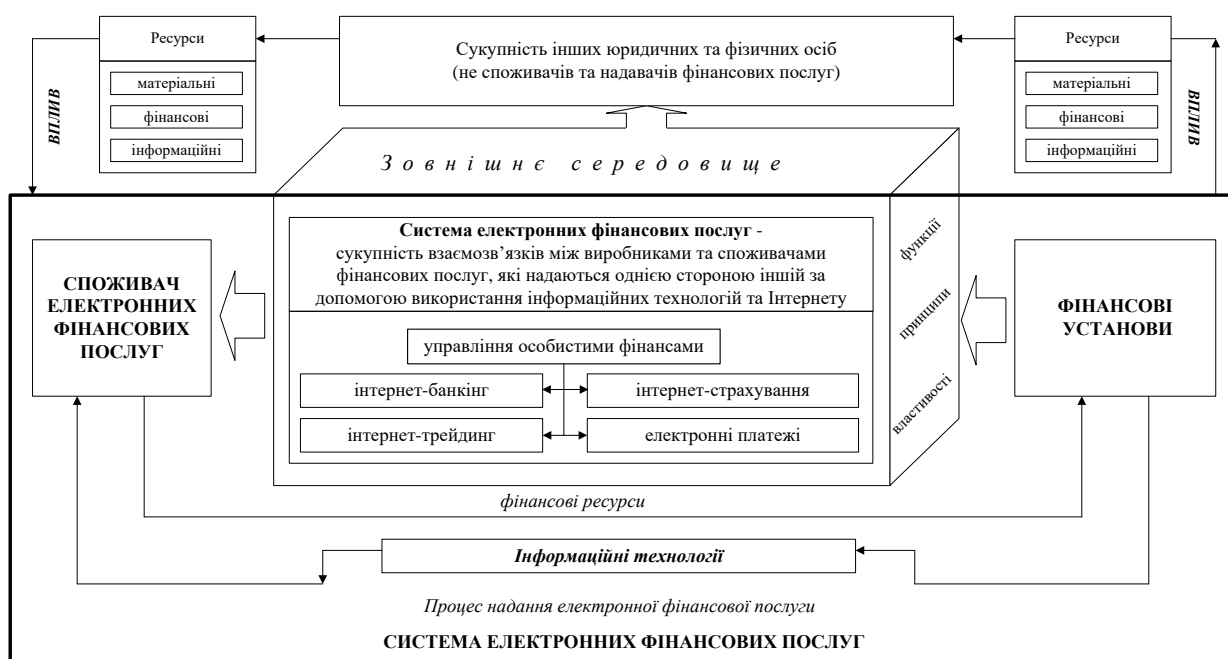 Ресурси
матеріальні
фінансові
інформаційні
ВПЛИВ
Сукупність інших юридичних та фізичних осіб
(не споживачів та надавачів фінансових послуг)
Ресурси
матеріальні
фінансові
інформаційні
ВПЛИВ
Зовнішнє середовище
Система електронних фінансових послуг -
сукупність взаємозв’язків між виробниками та споживачами
фінансових послуг, які надаються однією стороною іншій за
допомогою використання інформаційних технологій та Інтернету
функції
принципи
властивості
СПОЖИВАЧ
ЕЛЕКТРОННИХ
ФІНАНСОВИХ
ПОСЛУГ
ФІНАНСОВІ
УСТАНОВИ
управління особистими фінансами
інтернет-банкінг
інтернет-страхування
інтернет-трейдинг
електронні платежі
фінансові ресурси
Інформаційні технології
Процес надання електронної фінансової послуги
СИСТЕМА ЕЛЕКТРОННИХ ФІНАНСОВИХ ПОСЛУГ